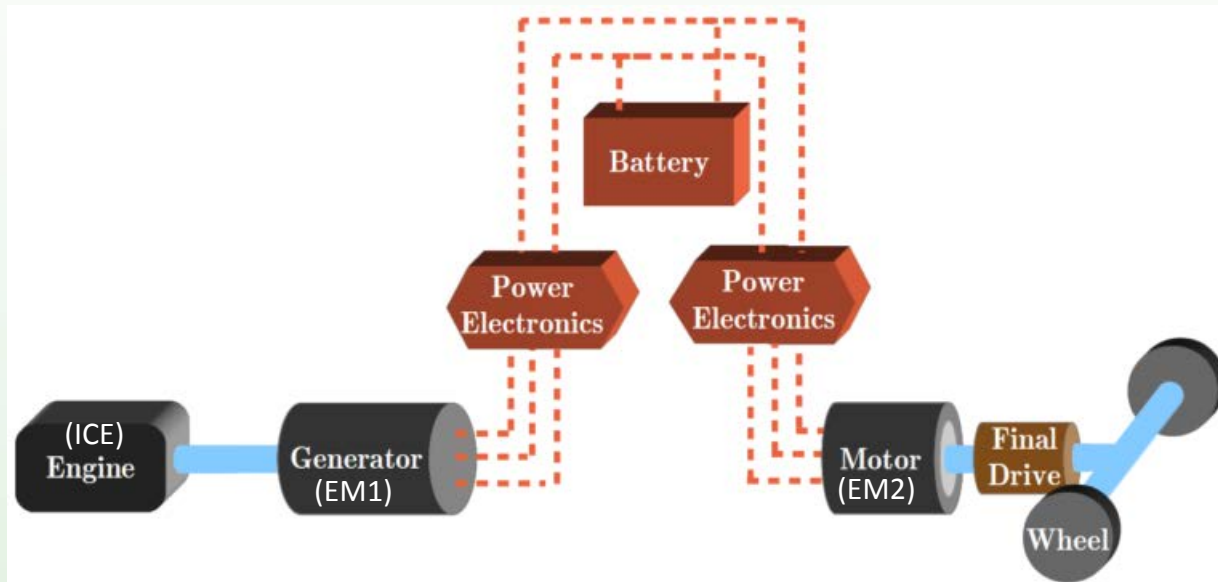 Battery
Power
Electronics
Power
Electronics
(ICE)
Engine
Generator
(EM1)
Motor
(EM2)
Final
Drive
Wheel